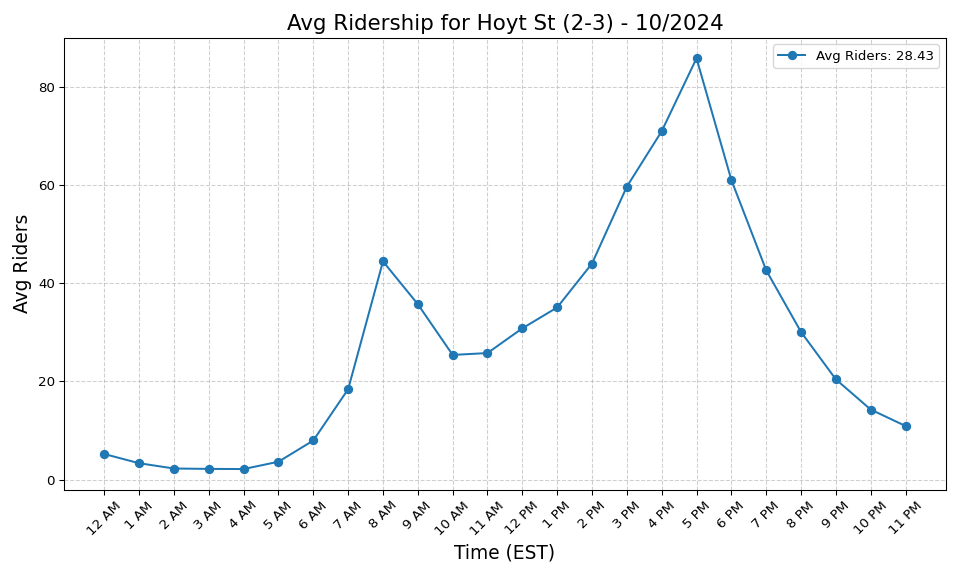 Avg Ridership for Hoyt St (2-3) - 10/2024
Avg Riders: 28.43
Avg Riders
80
60
40
20
0
12 AM 1 AM 2 AM 3 AM 4 AM 5 AM 6 AM 7 AM 8 AM 9 AM 10 AM 11 AM 12 PM 1 PM 2 PM 3 PM 4 PM 5 PM 6 PM 7 PM 8 PM 9 PM 10 PM 11 PM
Time (EST)